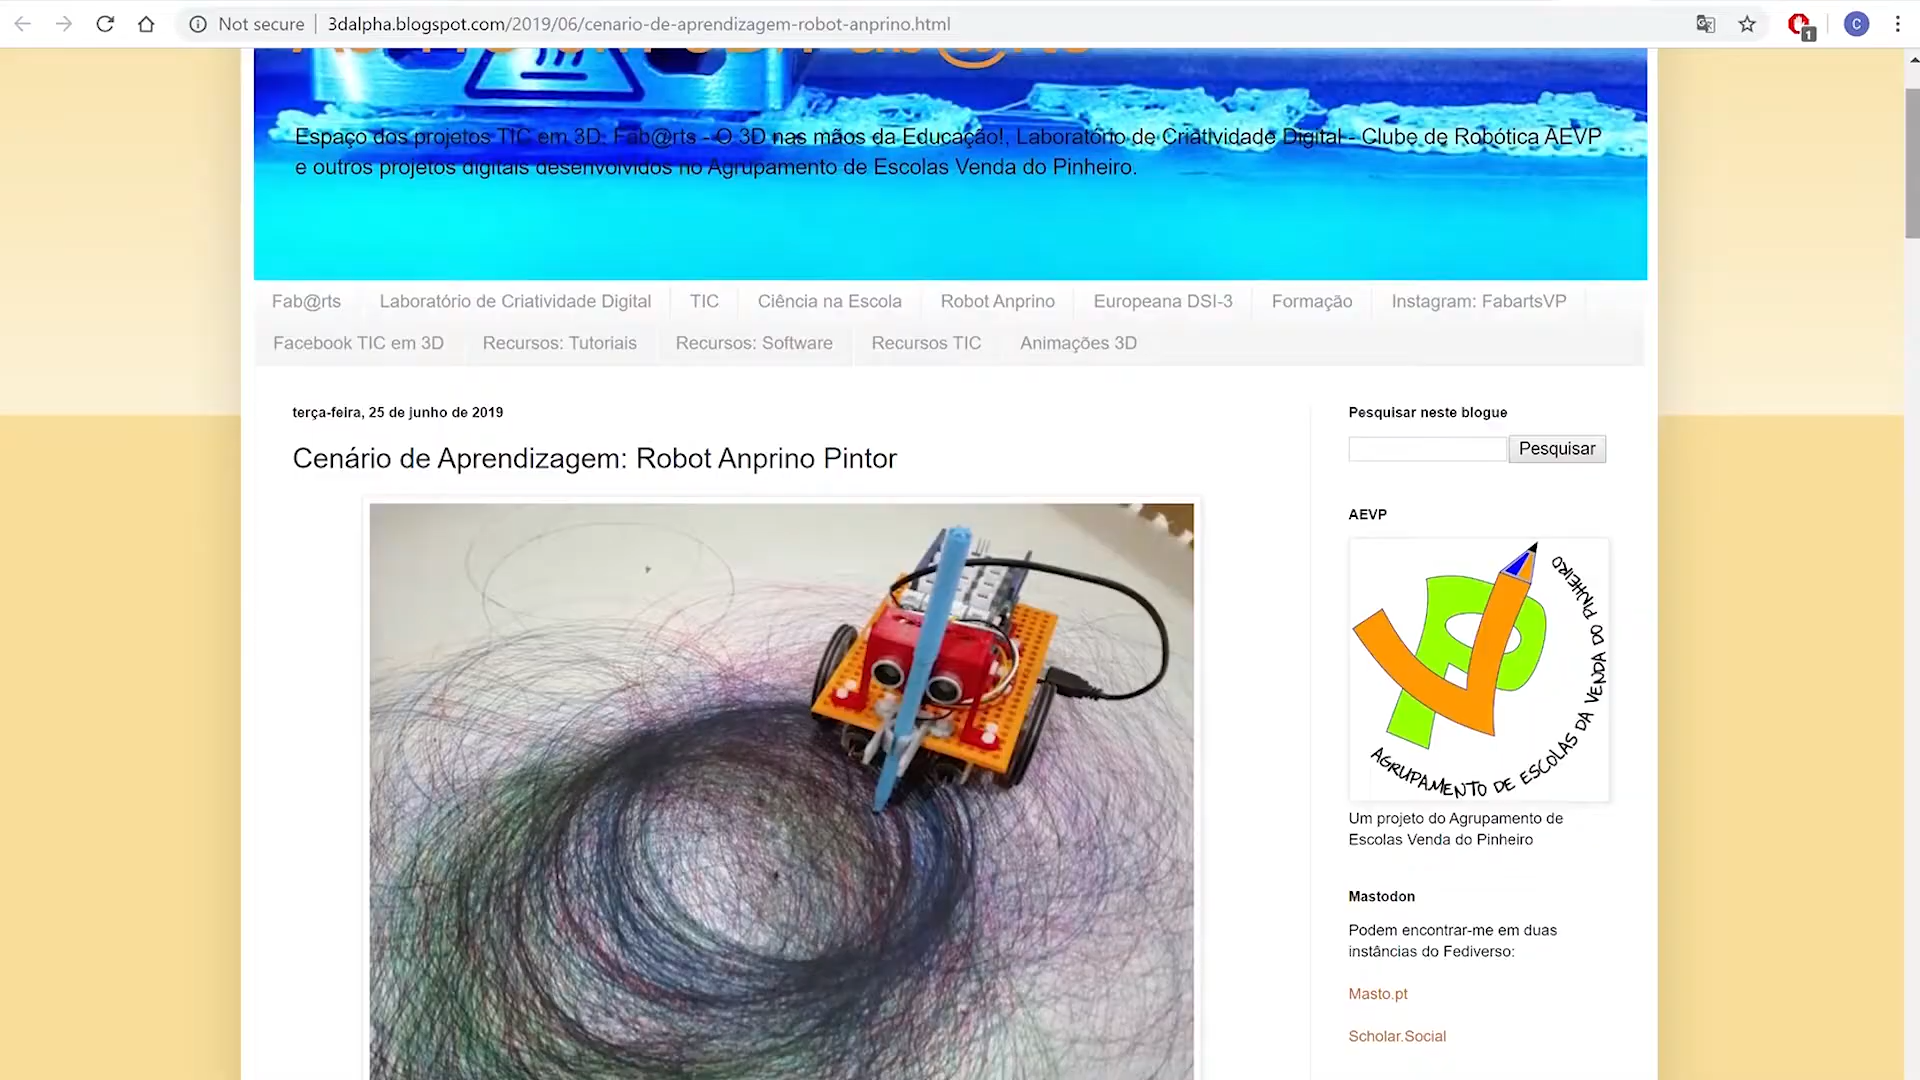 Not secure
3dalpha.blogspot.com/2019/06/cenario-de-aprendizagem-robot-anprino.html
1
C
Espaço dos projetos TIC em 3D, Fab@rts - O 3D nas mãos da Educação!, Laboratório de Criatividade Digital - Clube de Robótica AEVP
e outros projetos digitais desenvolvidos no Agrupamento de Escolas Venda do Pinheiro.
Fab@rts Laboratório de Criatividade Digital TIC Ciência na Escola Robot Anprino Europeana DSI-3 Formação Instagram: FabartsVP
Facebook TIC em 3D Recursos: Tutoriais Recursos: Software Recursos TIC Animações 3D
terça-feira, 25 de junho de 2019
Cenário de Aprendizagem: Robot Anprino Pintor
Pesquisar neste blogue
Pesquisar
AEVP
AGRUPAMENTO DE ESCOLAS DA VENDA DO PINHEIRO
Um projeto do Agrupamento de
Escolas Venda do Pinheiro
Mastodon
Podem encontrar-me em duas
instâncias do Fediverso:
Masto.pt
Scholar.Social